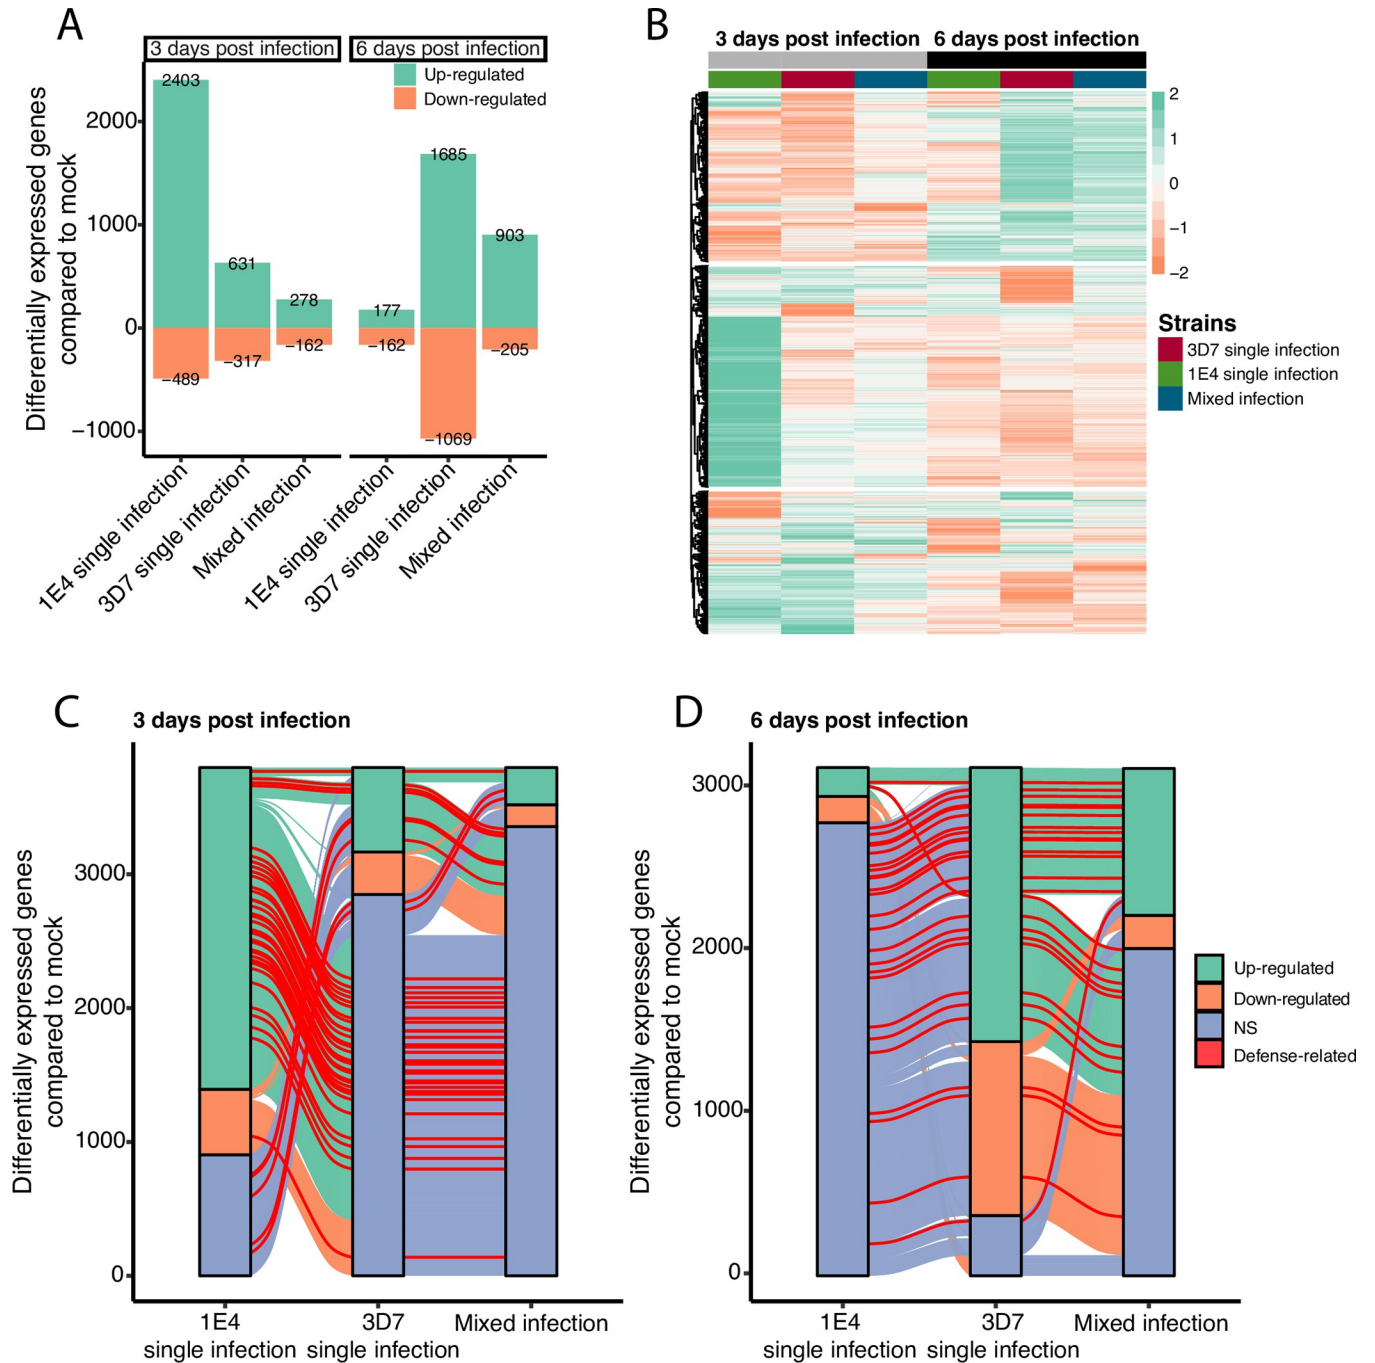 A
3 days post infection
6 days post infection
Up-regulated
Down-regulated
Differentially expressed genes
compared to mock
2000
1000
0
−1000
2403
631
278
−489
−317
−162
177
1685
903
−162
−1069
−205
1E4 single infection
3D7 single infection
Mixed infection
1E4 single infection
3D7 single infection
Mixed infection
B
3 days post infection
6 days post infection
2
1
0
−1
−2
Strains
3D7 single infection
1E4 single infection
Mixed infection
C
3 days post infection
Differentially expressed genes
compared to mock
3000
2000
1000
0
1E4
single infection
3D7
single infection
Mixed infection
D
6 days post infection
Differentially expressed genes
compared to mock
3000
2000
1000
0
1E4
single infection
3D7
single infection
Mixed infection
Up-regulated
Down-regulated
NS
Defense-related